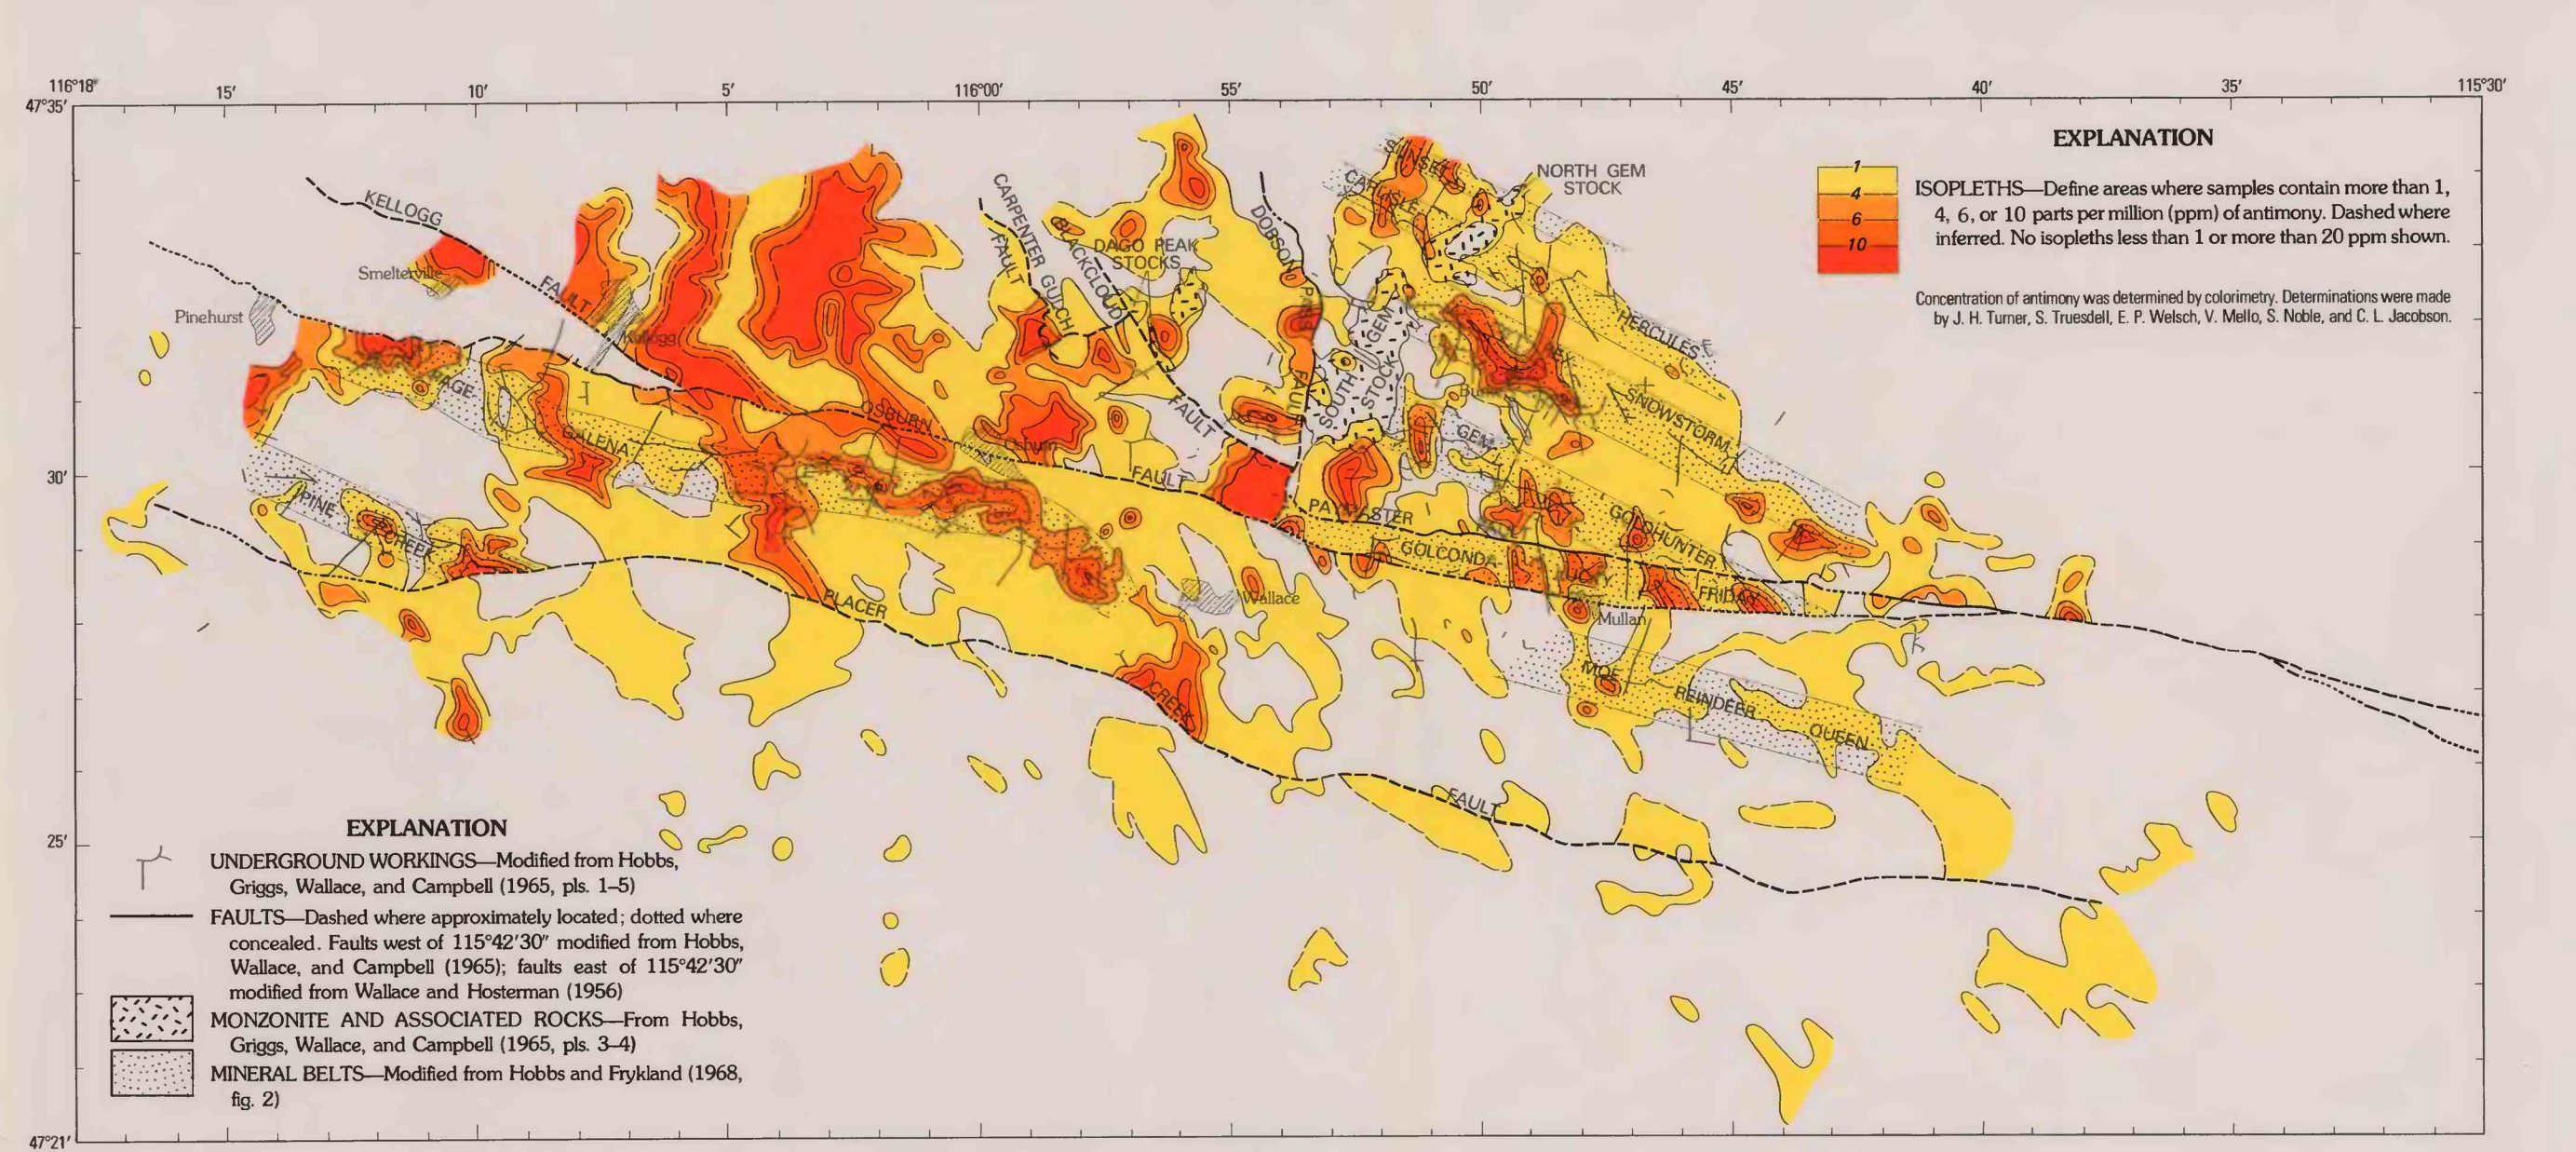 116°18' 15' 10' 5' 116°00' 55' 50' 45' 40' 35' 115°30'
47°35'
EXPLANATION
1
4
6
10
ISOPLETHS—Define areas where samples contain more than 1,
4, 6, or 10 parts per million (ppm) of antimony. Dashed where
inferred. No isopleths less than 1 or more than 20 ppm shown.
Concentration of antimony was determined by colorimetry. Determinations were made
by J. H. Turner, S. Truesdell, E. P. Welsch, V. Mello, S. Noble, and C. L. Jacobson.
SUNSET
NORTH GEM
STOCK
CARLISLE
KELLOGG
FAULT
CARPENTER GULCH
FAULT
BLACKCLOUD
FAULT
DAGO PEAK
STOCKS
DOBSON
PASS
FAULT
Smelterville
Pinehurst
Kellogg
GEM
STOCK
SOUTH
HERCULES
REX
SNOWSTORM
PAGE-
GALENA
OSBURN
FAULT
Osburn
GEM-
GOLDHUNTER
30'
PINE
CREEK
PAYMASTER
GOLCONDA
LUCKY
FRIDAY
Wallace
Mullan
PLACER
CREEK
FAULT
MOE
REINDEER
QUEEN
25'
EXPLANATION
UNDERGROUND WORKINGS—Modified from Hobbs,
Griggs, Wallace, and Campbell (1965, pls. 1–5)
FAULTS—Dashed where approximately located; dotted where
concealed. Faults west of 115°42'30" modified from Hobbs,
Wallace, and Campbell (1965); faults east of 115°42'30"
modified from Wallace and Hosterman (1956)
MONZONITE AND ASSOCIATED ROCKS—From Hobbs,
Griggs, Wallace, and Campbell (1965, pls. 3–4)
MINERAL BELTS—Modified from Hobbs and Frykland (1968,
fig. 2)
47°21'